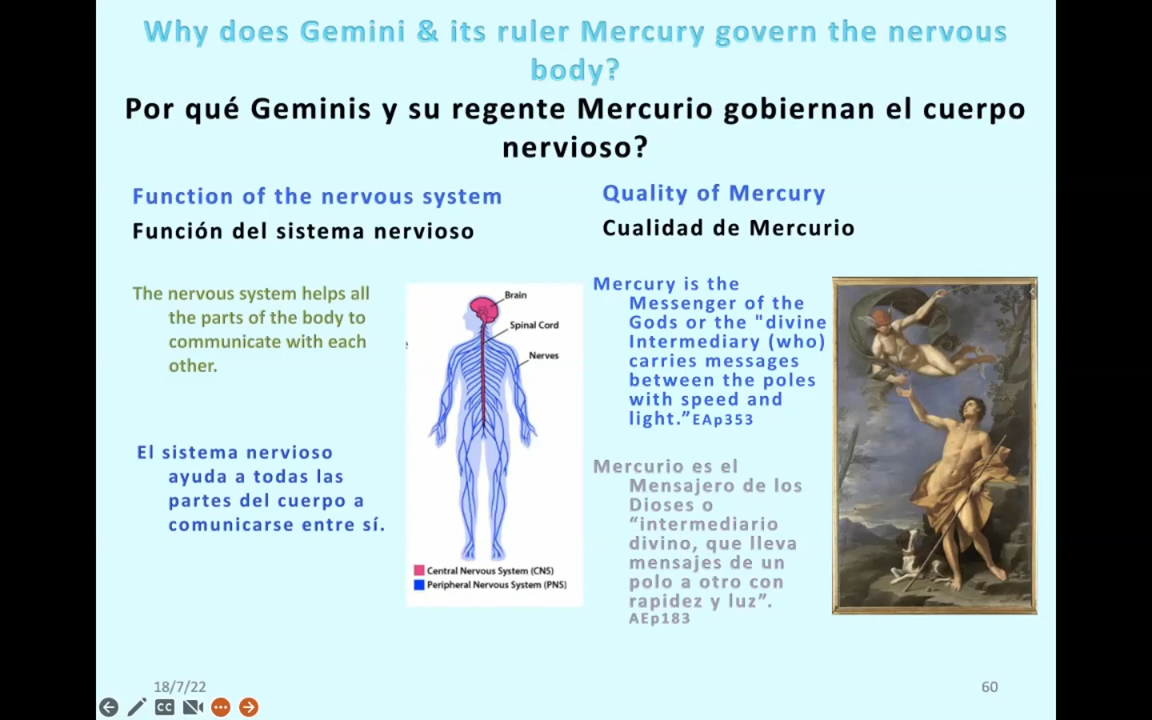 Why does Gemini & its ruler Mercury govern the nervous
body?
Por qué Geminis y su regente Mercurio gobiernan el cuerpo
nervioso?
Function of the nervous system
Función del sistema nervioso
The nervous system helps all
the parts of the body to
communicate with each
other.
El sistema nervioso
ayuda a todas las
partes del cuerpo a
comunicarse entre sí.
Brain
Spinal Cord
Nerves
Central Nervous System (CNS)
Peripheral Nervous System (PNS)
Quality of Mercury
Cualidad de Mercurio
Mercury is the
Messenger of the
Gods or the "divine
Intermediary (who)
carries messages
between the poles
with speed and
light.”EAp353
Mercurio es el
Mensajero de los
Dioses o
“intermediario
divino, que lleva
mensajes de un
polo a otro con
rapidez y luz”.
AEp183
18/7/22
60
CC